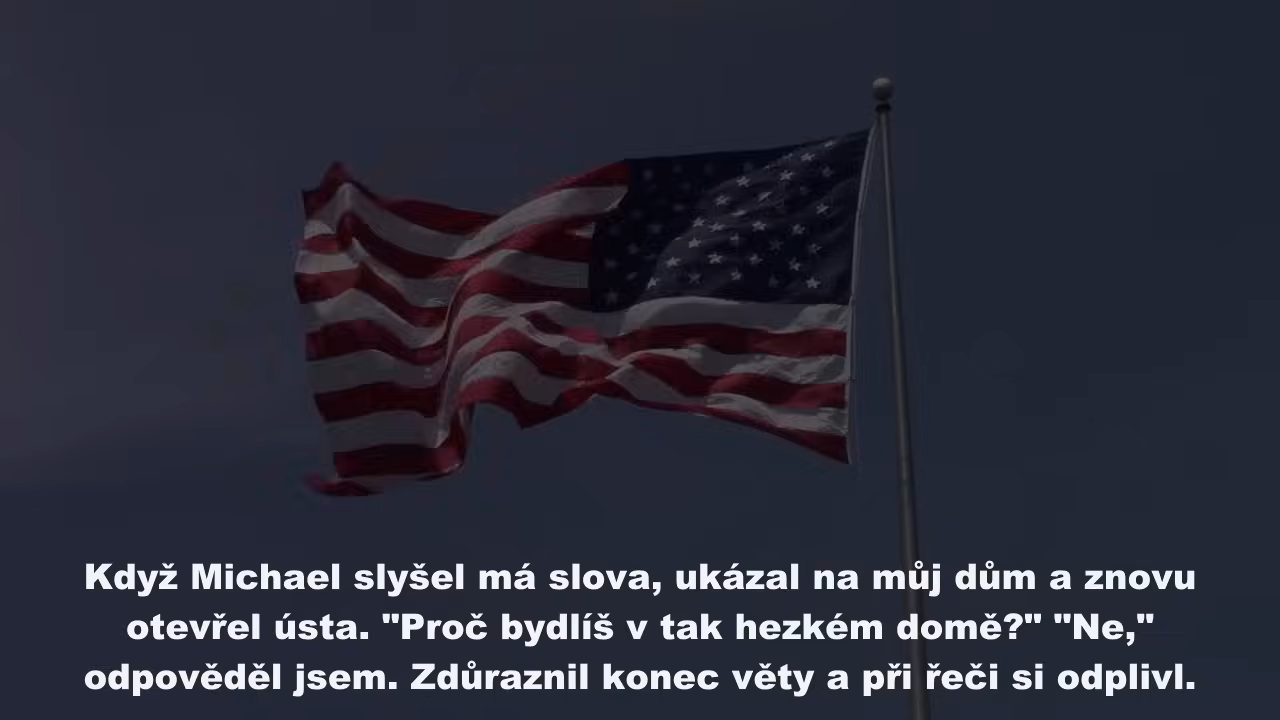 Když Michael slyšel má slova, ukázal na můj dům a znovu
otevřel ústa. "Proč bydlíš v tak hezkém domě?" "Ne,"
odpověděl jsem. Zdůraznil konec věty a při řeči si odplivl.